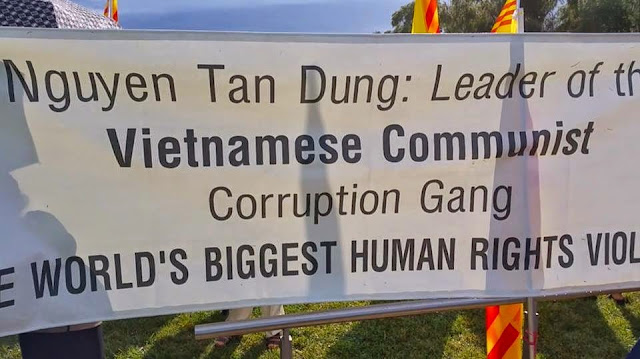 Nguyen Tan Dung: Leader of th
Vietnamese Communist
Corruption Gang
E WORLD'S BIGGEST HUMAN RIGHTS VIOL